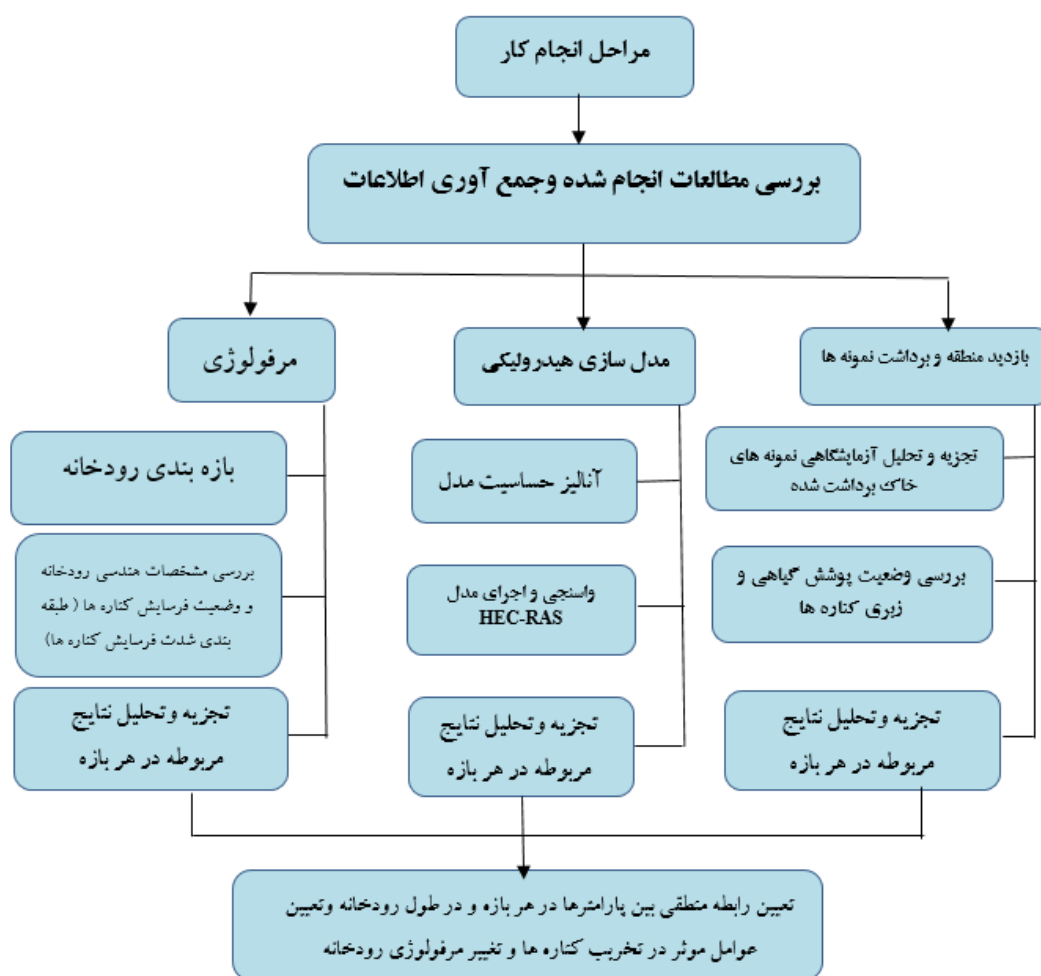 مراحل انجام کار
بررسی مطالعات انجام شده وجمع آوری اطلاعات
بازدید منطقه و برداشت نمونه ها
تجزیه و تحلیل آزمایشگاهی نمونه های
خاک برداشت شده
بررسی وضعیت پوشش گیاهی و
زبری کناره ها
تجزیه وتحلیل نتایج
مربوطه در هر بازه
مدل سازی هیدرولیکی
آنالیز حساسیت مدل
واسنجی و اجرای مدل
HEC-RAS
تجزیه وتحلیل نتایج
مربوطه در هر بازه
مرفولوژی
بازه بندی رودخانه
بررسی مشخصات هندسی رودخانه
و وضعیت فرسایش کناره ها ( طبقه
بندی شدت فرسایش کناره ها)
تجزیه وتحلیل نتایج
مربوطه در هر بازه
تعیین رابطه منطقی بین پارامترها در هر بازه و در طول رودخانه وتعیین
عوامل موثر در تخریب کناره ها و تغییر مرفولوژی رودخانه